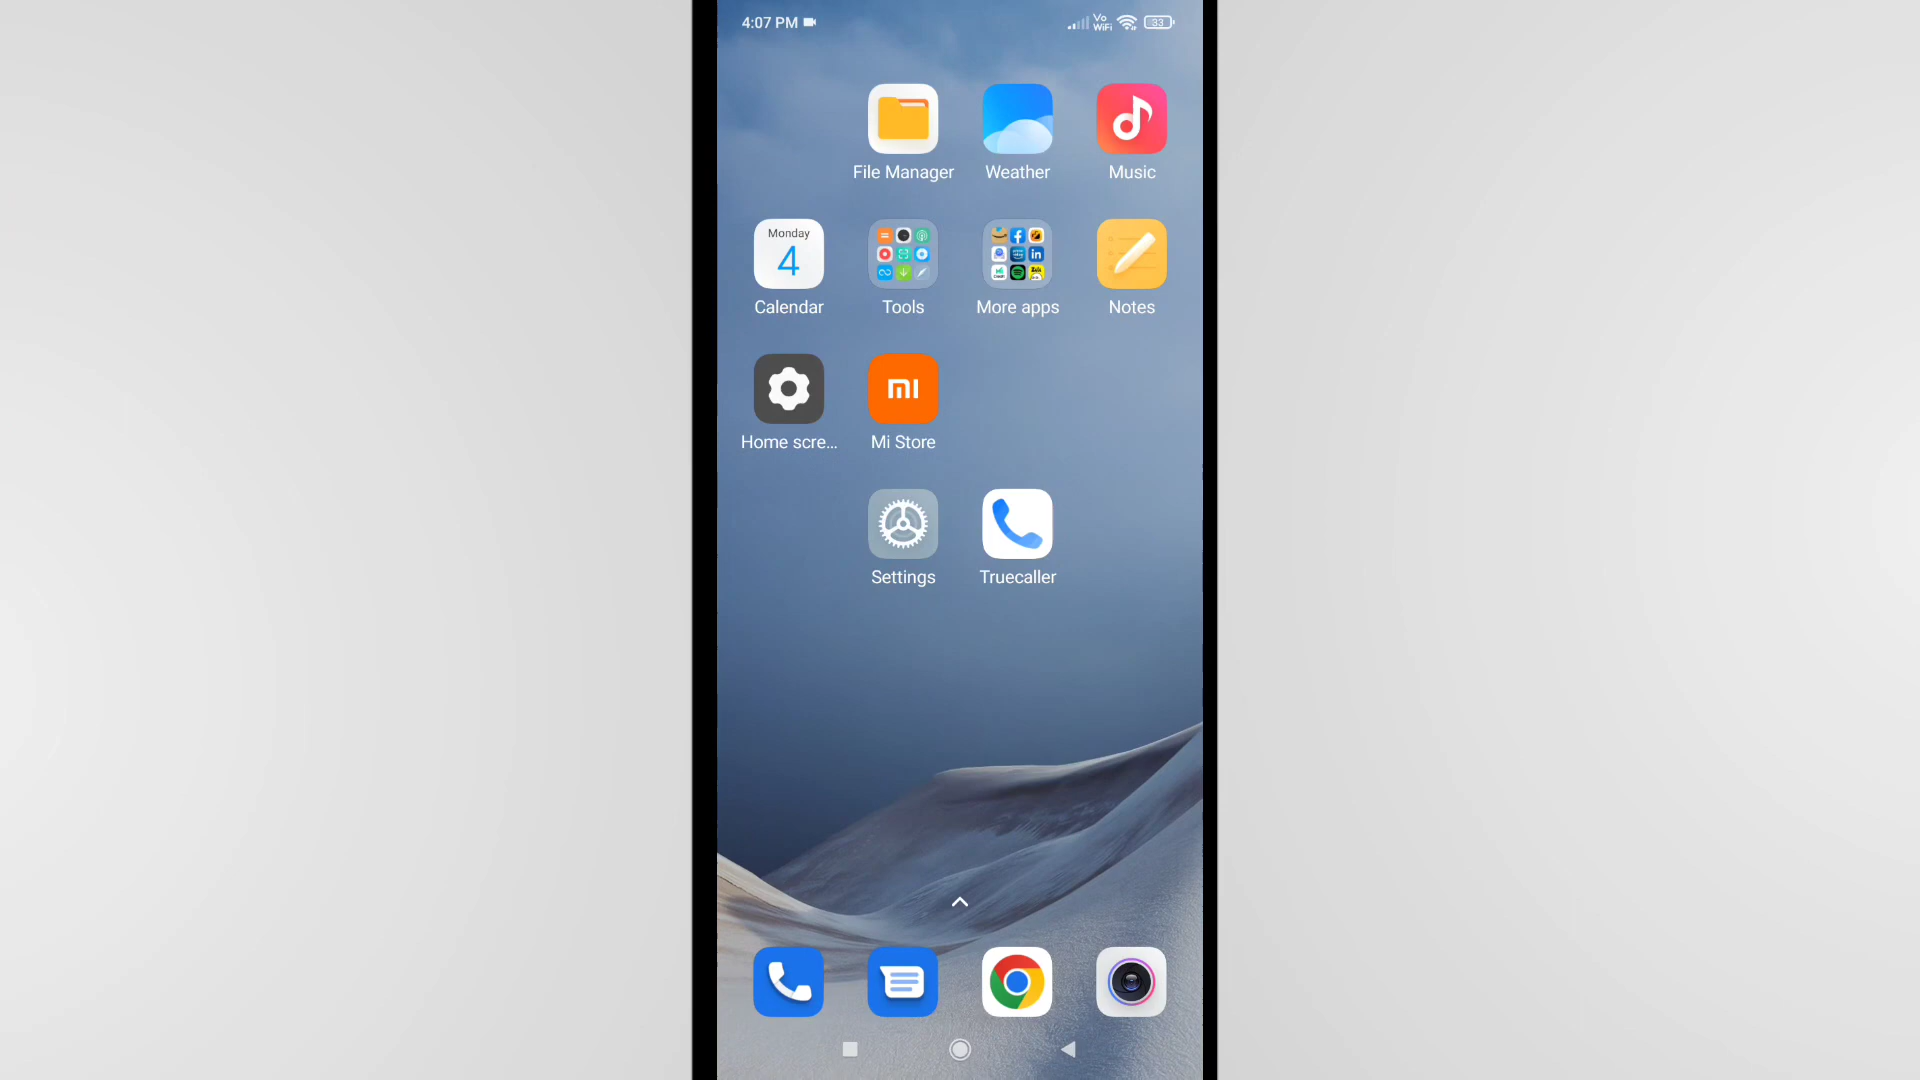 4:07 PM
Vo
WiFi
33
File Manager
Weather
Music
Monday
4
Calendar
Tools
More apps
Notes
Home scre...
Mi Store
Settings
Truecaller